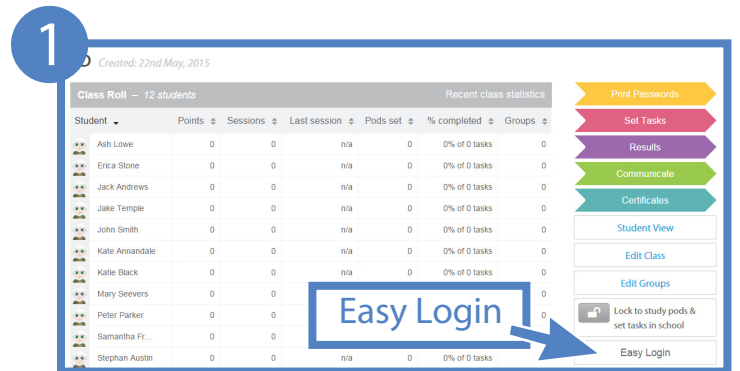 1
D Created: 22nd May, 2015
Class Roll – 12 students Recent class statistics
Student Points Sessions Last session Pods set % completed Groups
Ash Lowe 0 0 n/a 0 0% of 0 tasks 0
Erica Stone 0 0 n/a 0 0% of 0 tasks 0
Jack Andrews 0 0 n/a 0 0% of 0 tasks 0
Jake Temple 0 0 n/a 0 0% of 0 tasks 0
John Smith 0 0 n/a 0 0% of 0 tasks 0
Kate Annandale 0 0 n/a 0 0% of 0 tasks 0
Katie Black 0 0 n/a 0 0% of 0 tasks 0
Mary Seevers 0 0
Peter Parker 0 0 0
Samantha Fr... 0 0
Stephan Austin 0 0 n/a 0 0% of 0 tasks
Easy Login
Print Passwords
Set Tasks
Results
Communicate
Certificates
Student View
Edit Class
Edit Groups
Lock to study pods &
set tasks in school
Easy Login